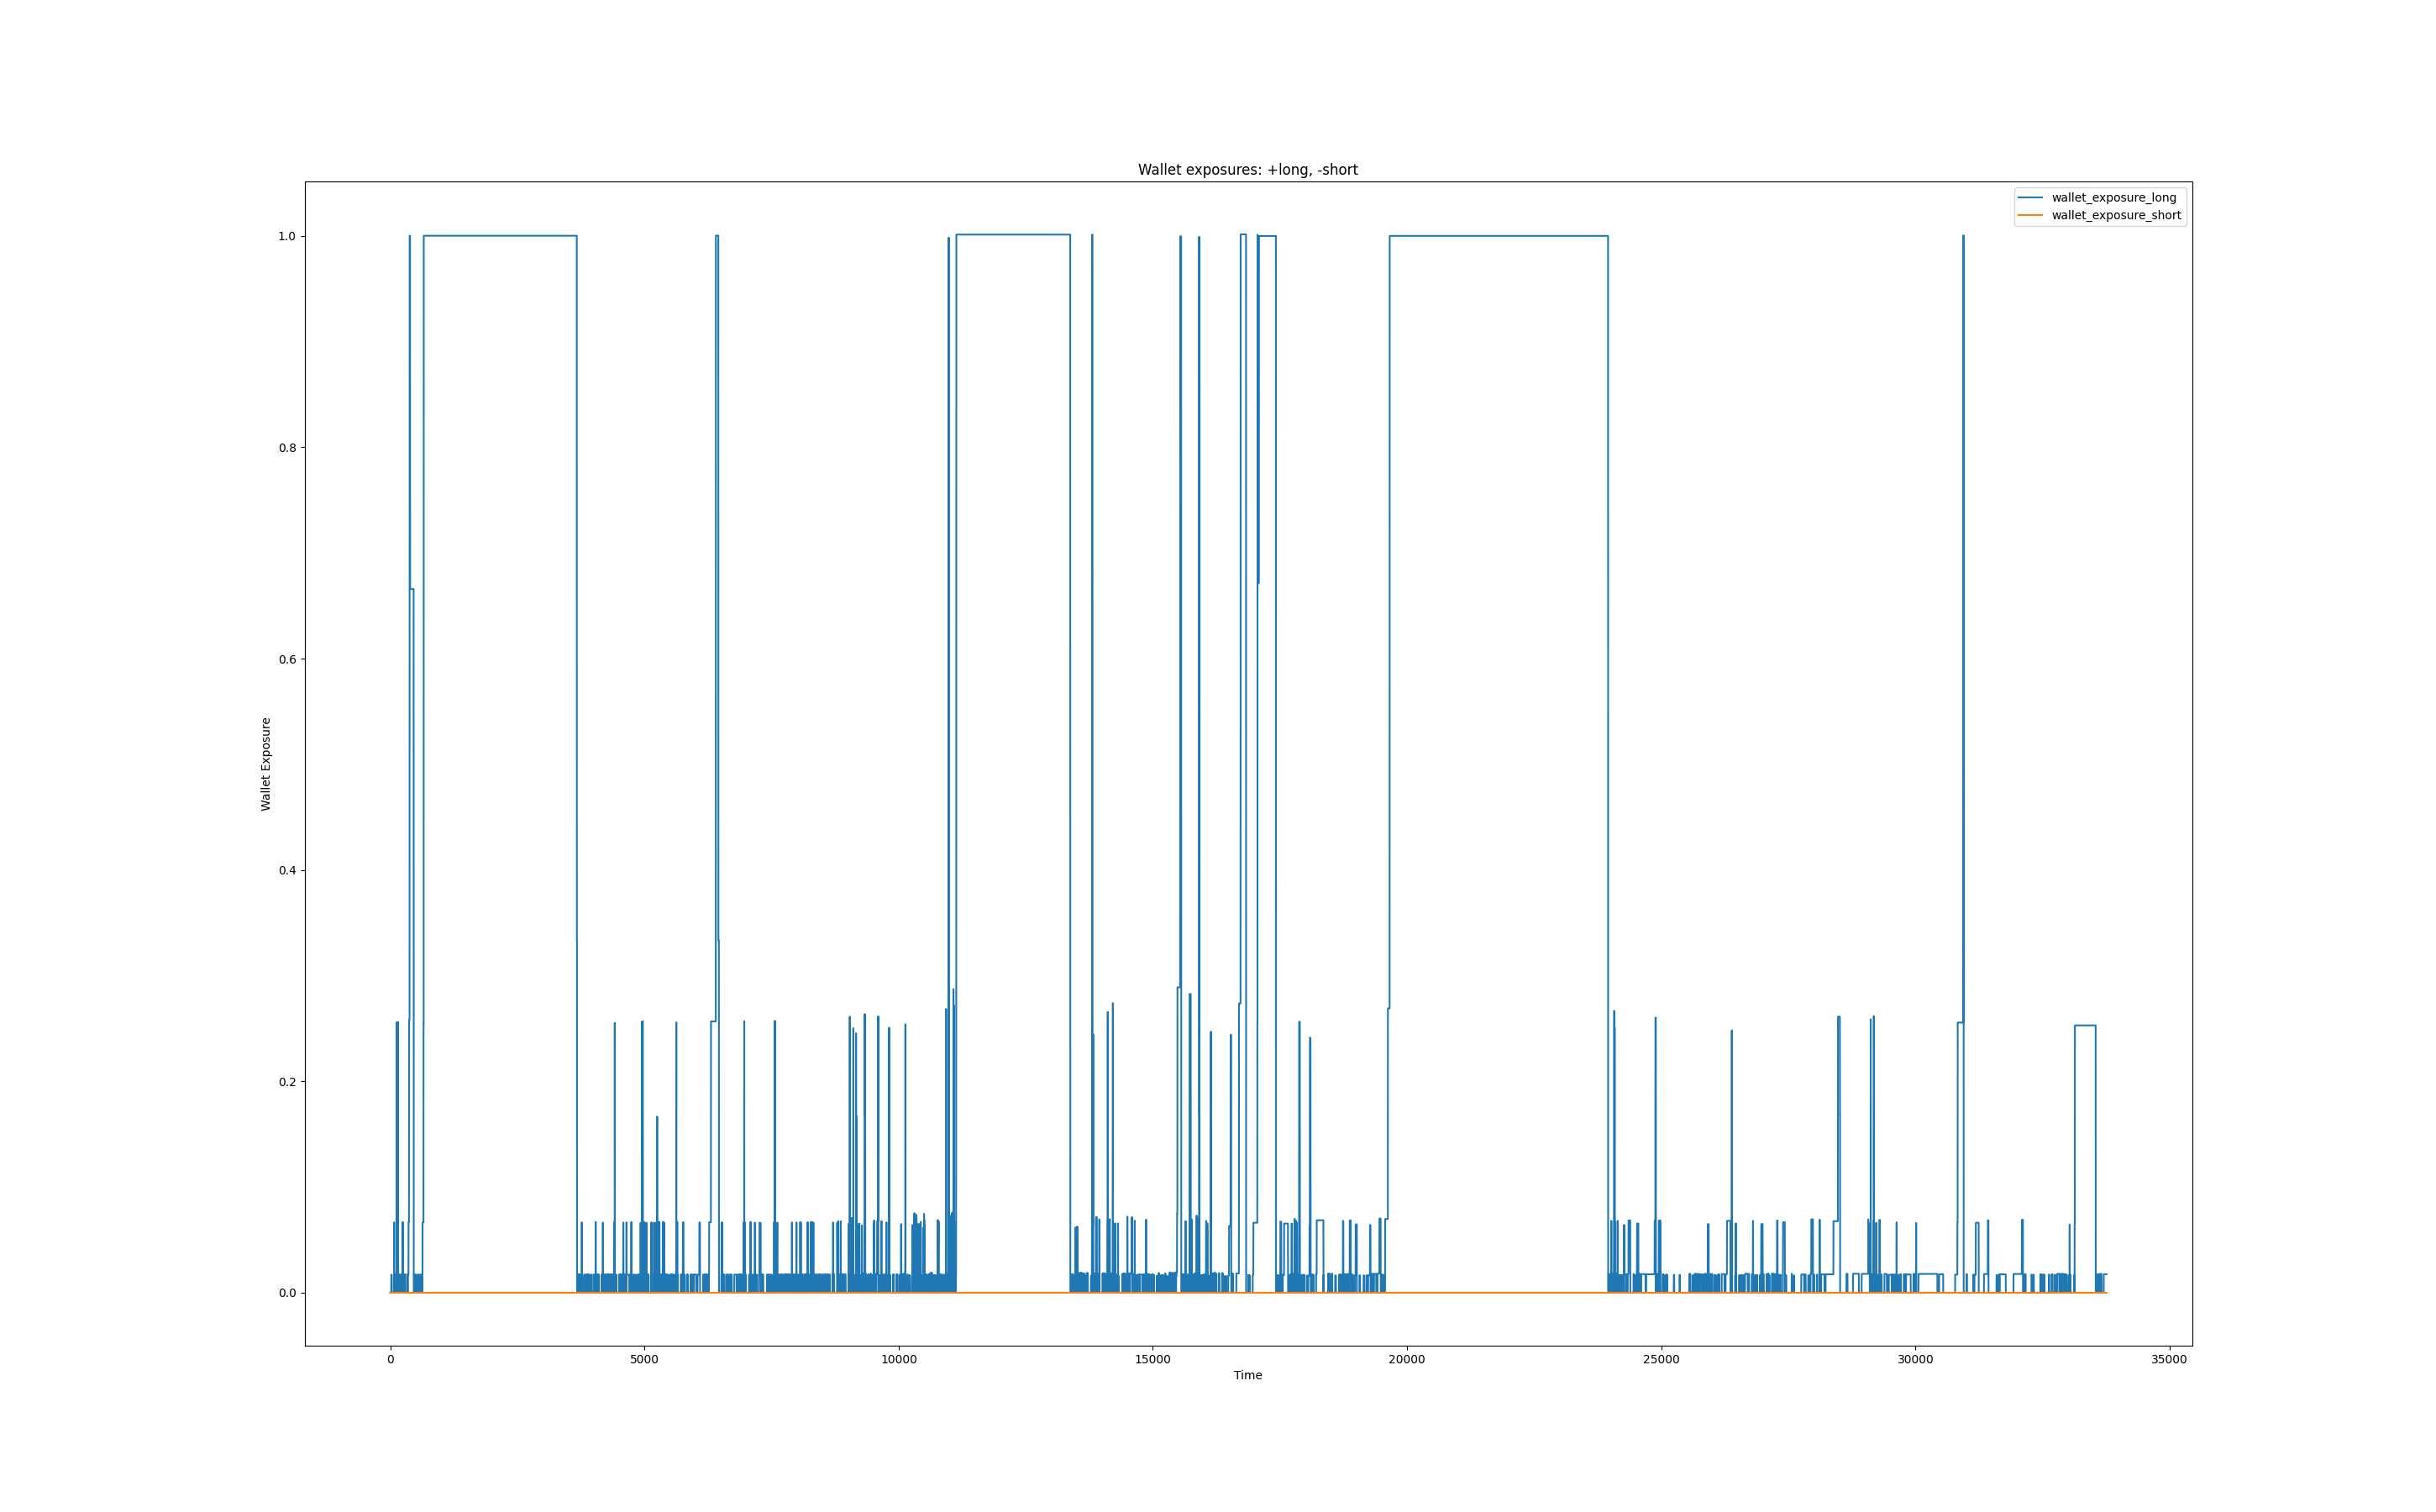 Wallet exposures: +long, -short
wallet_exposure_long
wallet_exposure_short
1.0
0.8
0.6
0.4
0.2
0.0
Wallet Exposure
0 5000 10000 15000 20000 25000 30000 35000
Time